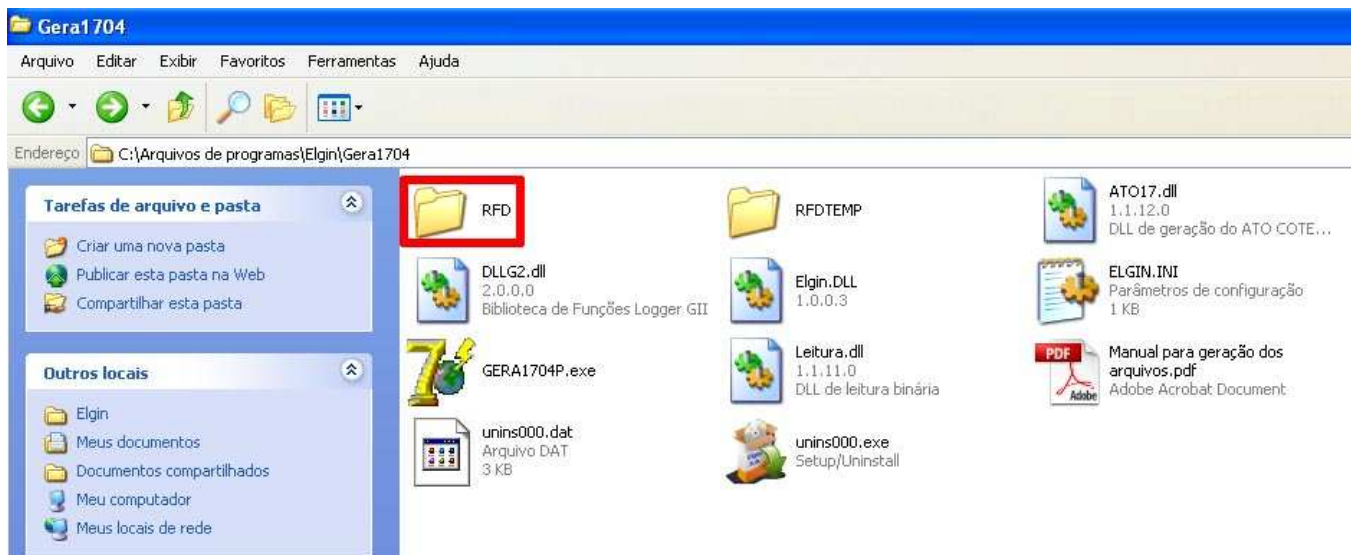 Gera1704
Arquivo Editar Exibir Favoritos Ferramentas Ajuda
Endereço C:\Arquivos de programas\Elgin\Gera1704
Tarefas de arquivo e pasta
Criar uma nova pasta
Publicar esta pasta na Web
Compartilhar esta pasta
Outros locais
Elgin
Meus documentos
Documentos compartilhados
Meu computador
Meus locais de rede
RFD
RFDTEMP
ATO17.dll
1.1.12.0
DLL de geração do ATO COTE...
DLLG2.dll
2.0.0.0
Biblioteca de Funções Logger GII
Elgin.DLL
1.0.0.3
ELGIN.INI
Parâmetros de configuração
1 KB
GERA1704P.exe
Leitura.dll
1.1.11.0
DLL de leitura binária
PDF
Adobe
Manual para geração dos
arquivos.pdf
Adobe Acrobat Document
unins000.dat
Arquivo DAT
3 KB
unins000.exe
Setup/Uninstall